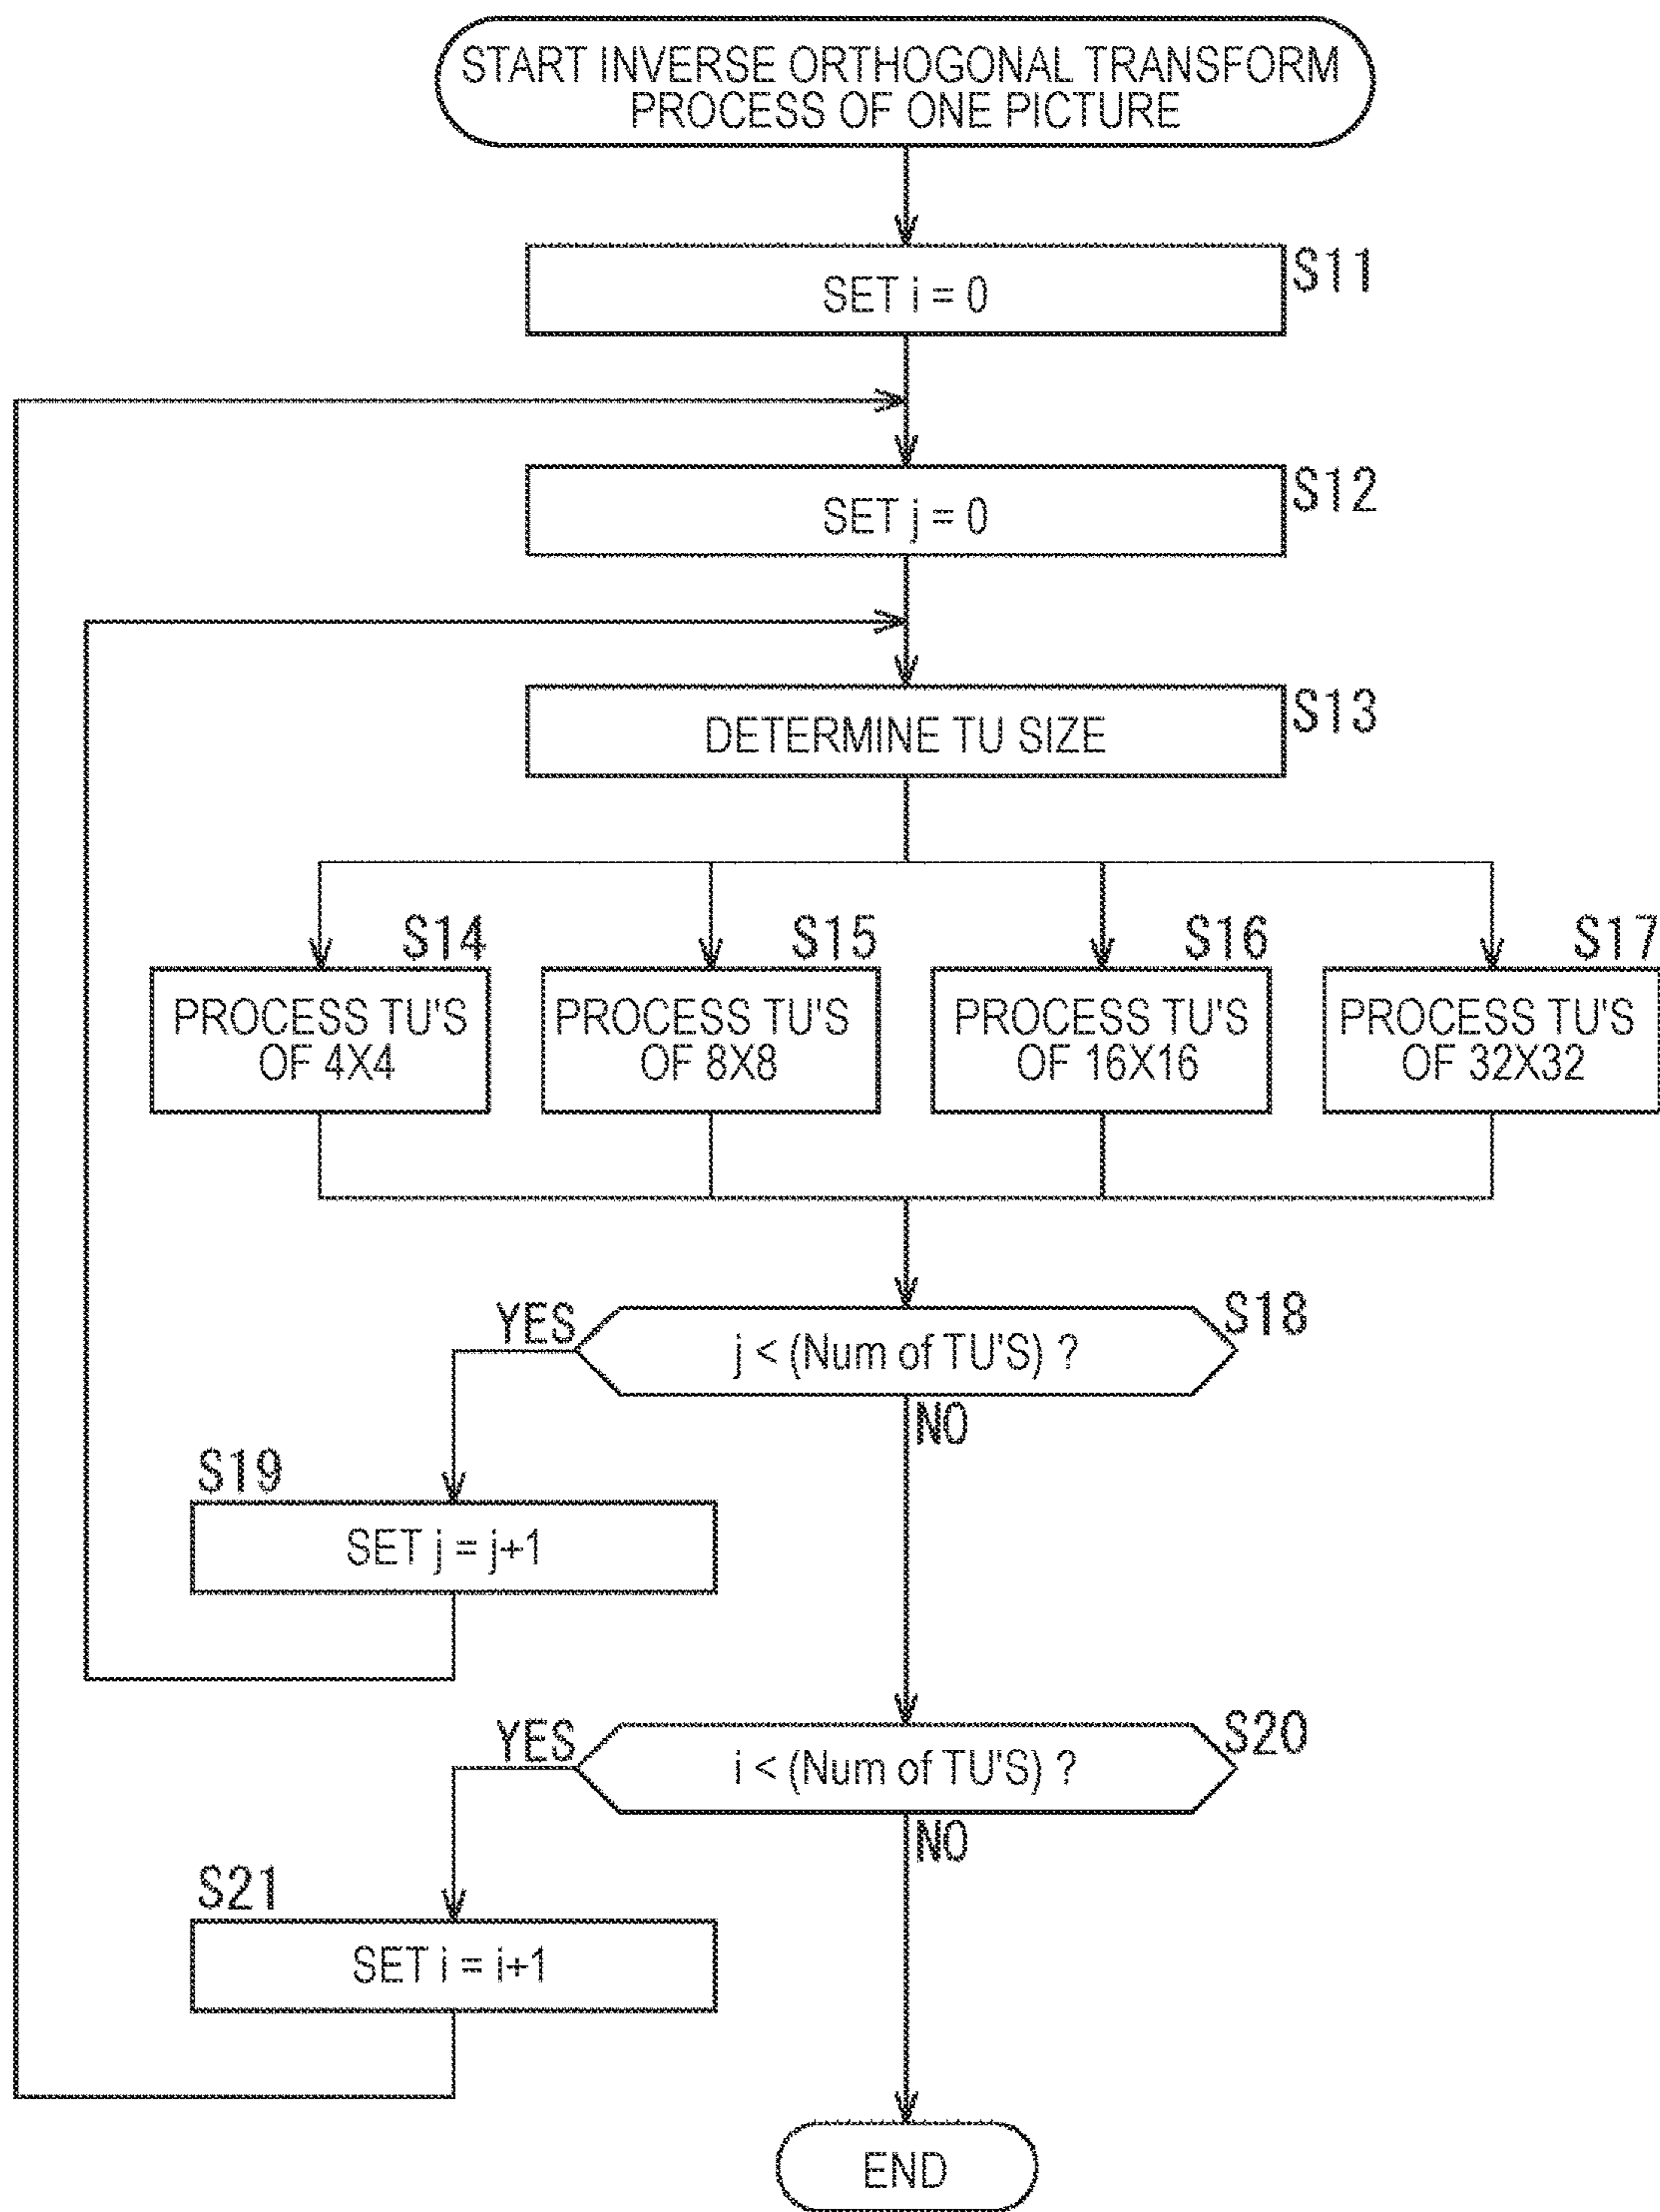 START INVERSE ORTHOGONAL TRANSFORM
PROCESS OF ONE PICTURE
S11
SET i = 0
S12
SET j = 0
S13
DETERMINE TU SIZE
S14
PROCESS TU'S
OF 4X4
S15
PROCESS TU'S
OF 8X8
S16
PROCESS TU'S
OF 16X16
S17
PROCESS TU'S
OF 32X32
S18
YES
j < (Num of TU'S) ?
NO
S19
SET j = j+1
S20
YES
i < (Num of TU'S) ?
NO
S21
SET i = i+1
END